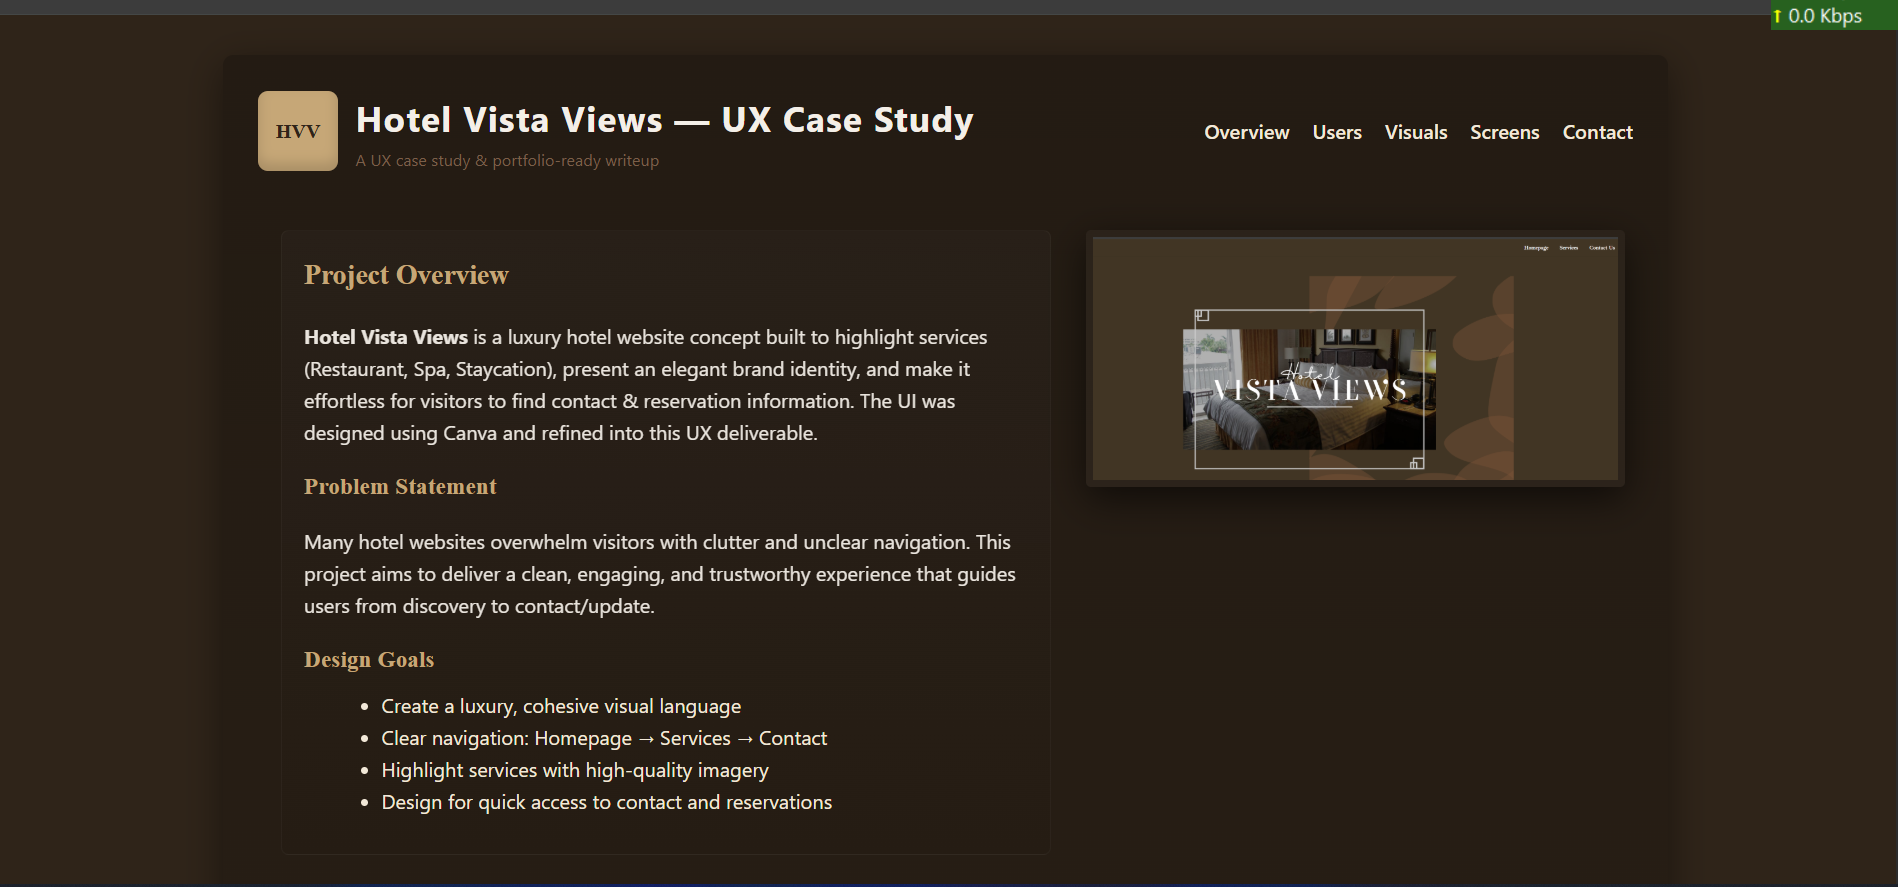 ↑ 0.0 Kbps
HVV
Hotel Vista Views — UX Case Study
A UX case study & portfolio-ready writeup
Overview Users Visuals Screens Contact
Project Overview
Hotel Vista Views is a luxury hotel website concept built to highlight services
(Restaurant, Spa, Staycation), present an elegant brand identity, and make it
effortless for visitors to find contact & reservation information. The UI was
designed using Canva and refined into this UX deliverable.
Problem Statement
Many hotel websites overwhelm visitors with clutter and unclear navigation. This
project aims to deliver a clean, engaging, and trustworthy experience that guides
users from discovery to contact/update.
Design Goals
• Create a luxury, cohesive visual language
• Clear navigation: Homepage → Services → Contact
• Highlight services with high-quality imagery
• Design for quick access to contact and reservations
Homepage Services Contact Us
Hotel
VISTA VIEWS